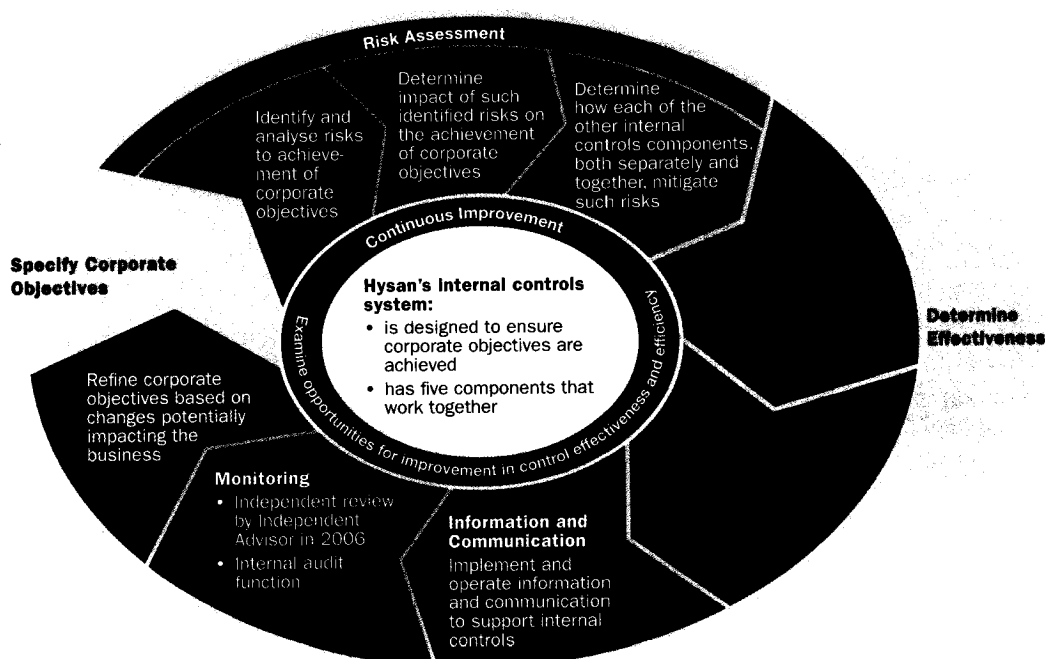 Risk Assessment
Identify and
analyse risks
to achieve-
ment of
corporate
objectives
Determine
impact of such
identified risks on
the achievement
of corporate
objectives
Determine
how each of the
other internal
controls components,
both separately and
together, mitigate
such risks
Continuous Improvement
Specify Corporate
Objectives
Hysan's internal controls
system:
• is designed to ensure
corporate objectives are
achieved
• has five components that
work together
Examine opportunities for improvement in control effectiveness and efficiency
Determine
Effectiveness
Refine corporate
objectives based on
changes potentially
impacting the
business
Monitoring
• Independent review
by Independent
Advisor in 2006
• Internal audit
function
Information and
Communication
Implement and
operate information
and communication
to support internal
controls